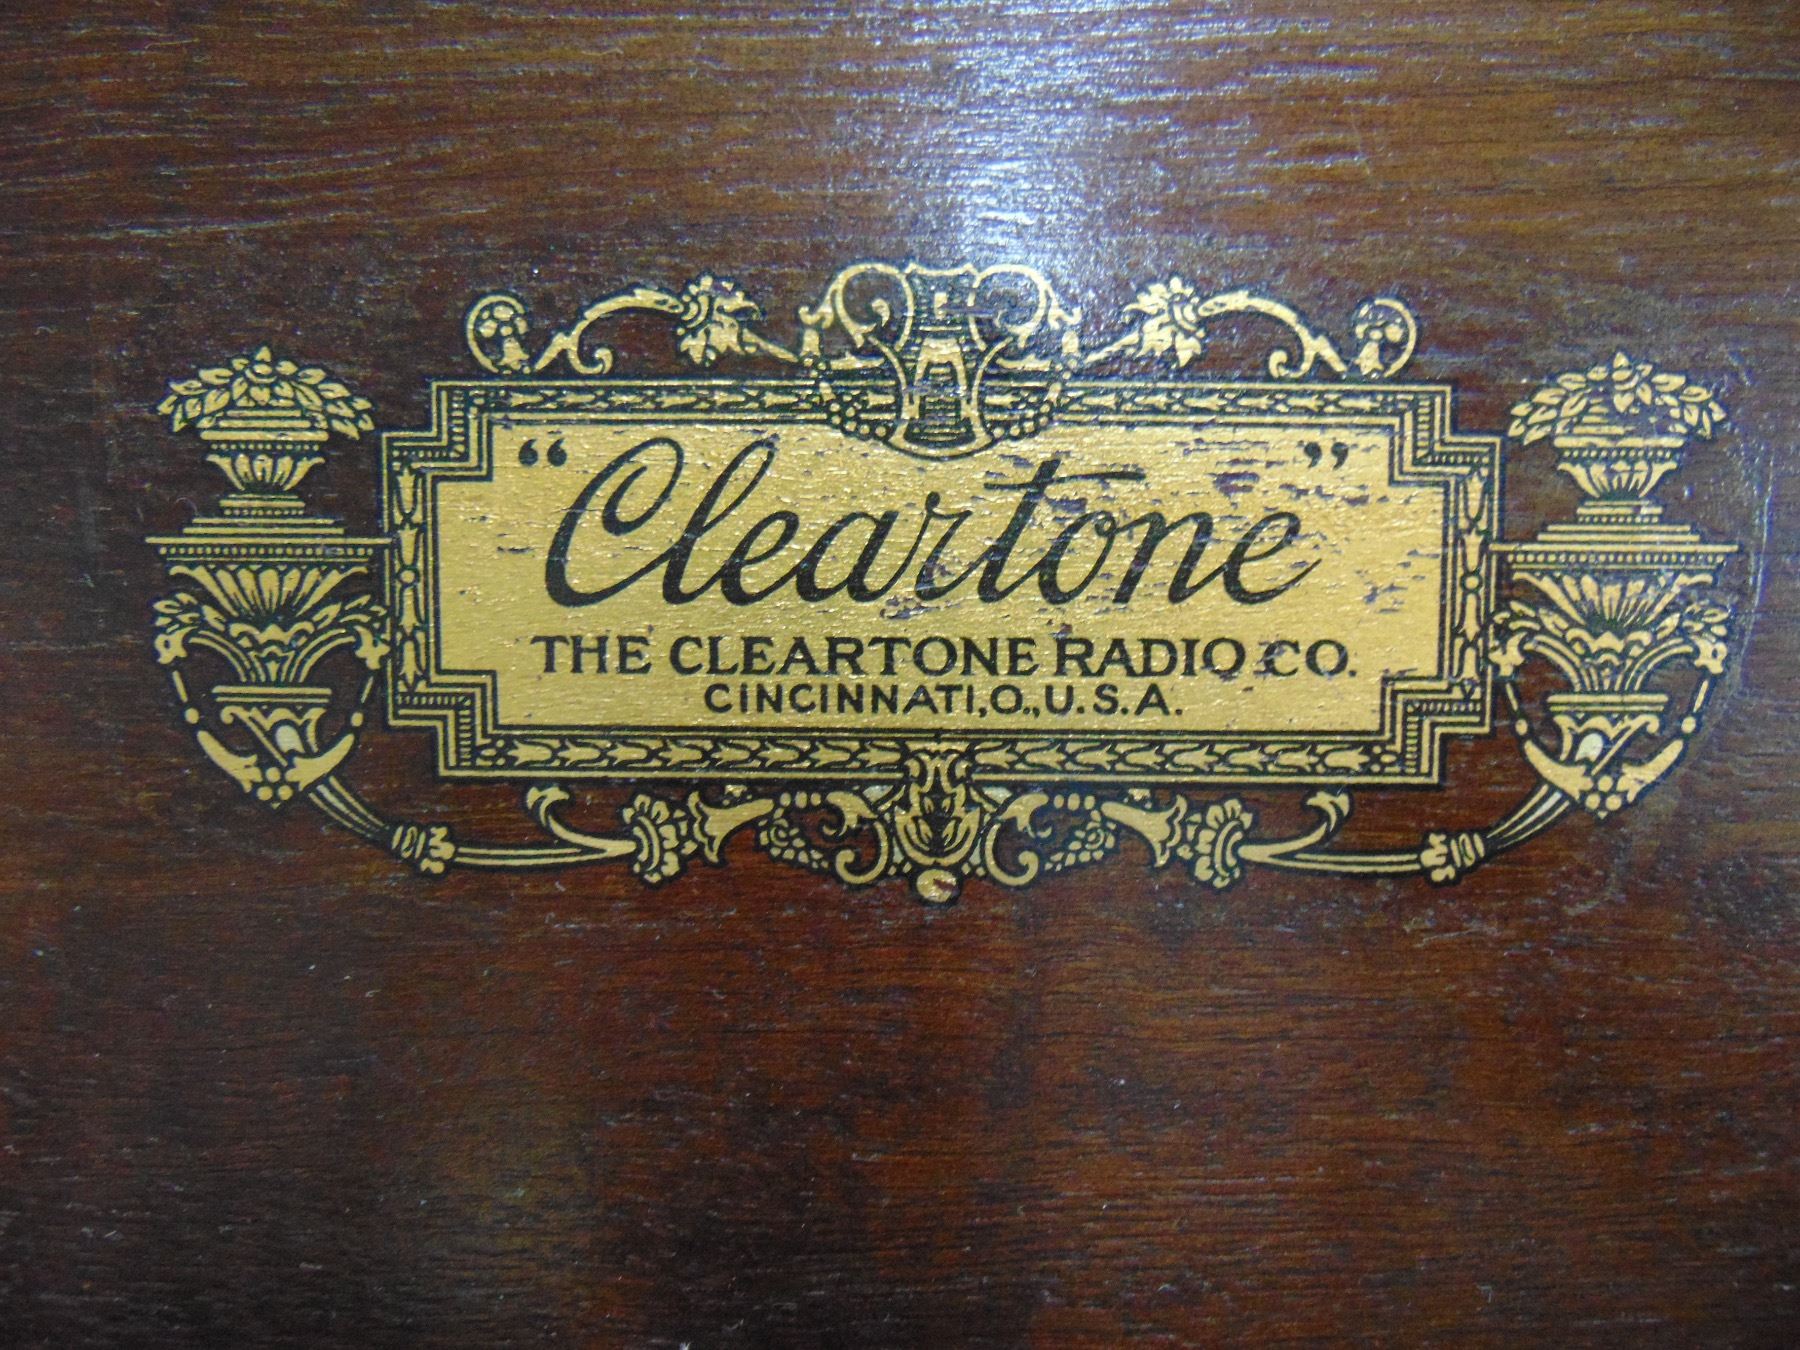 “Cleartone”
THE CLEARTONE RADIO CO.
CINCINNATI,O.,U.S.A.